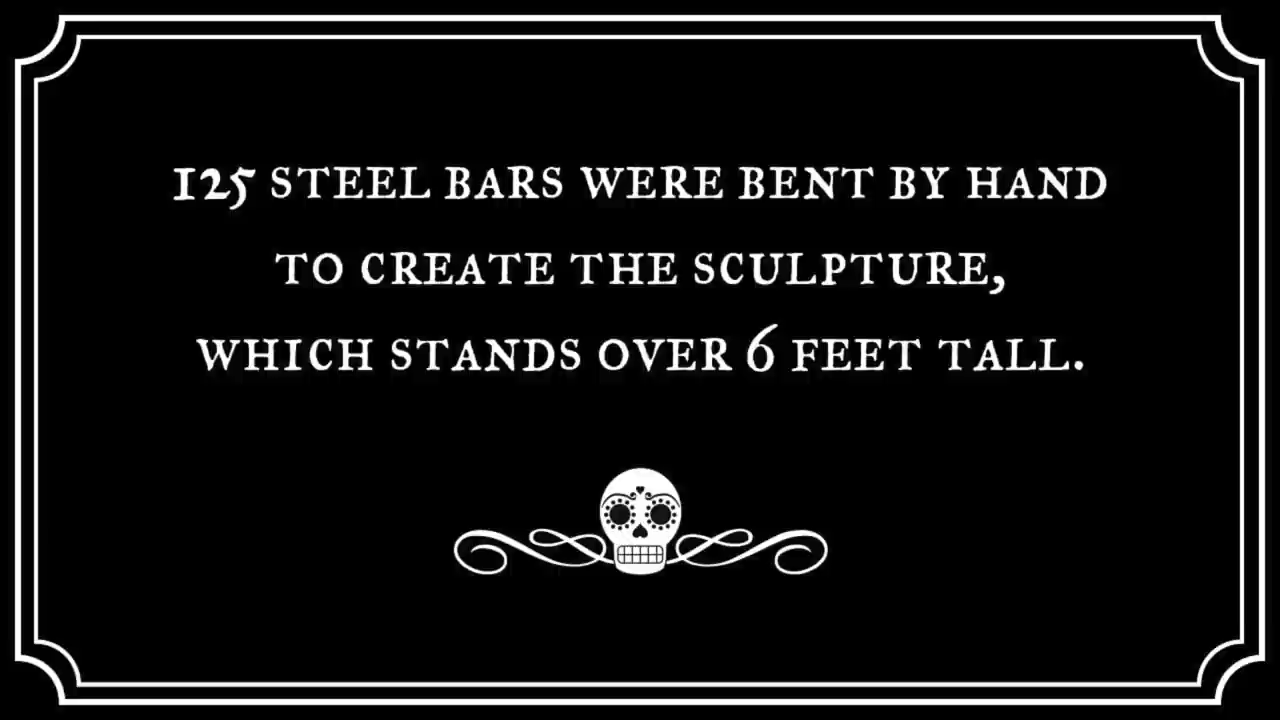 125 STEEL BARS WERE BENT BY HAND
TO CREATE THE SCULPTURE,
WHICH STANDS OVER 6 FEET TALL.